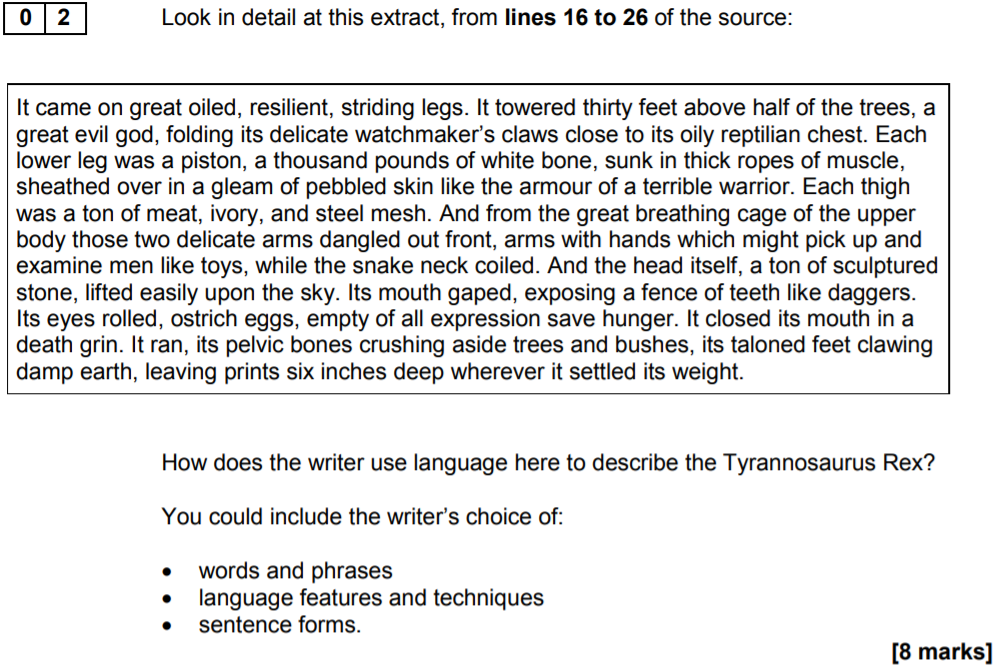 0 2 Look in detail at this extract, from lines 16 to 26 of the source:
It came on great oiled, resilient, striding legs. It towered thirty feet above half of the trees, a
great evil god, folding its delicate watchmaker's claws close to its oily reptilian chest. Each
lower leg was a piston, a thousand pounds of white bone, sunk in thick ropes of muscle,
sheathed over in a gleam of pebbled skin like the armour of a terrible warrior. Each thigh
was a ton of meat, ivory, and steel mesh. And from the great breathing cage of the upper
body those two delicate arms dangled out front, arms with hands which might pick up and
examine men like toys, while the snake neck coiled. And the head itself, a ton of sculptured
stone, lifted easily upon the sky. Its mouth gaped, exposing a fence of teeth like daggers.
Its eyes rolled, ostrich eggs, empty of all expression save hunger. It closed its mouth in a
death grin. It ran, its pelvic bones crushing aside trees and bushes, its taloned feet clawing
damp earth, leaving prints six inches deep wherever it settled its weight.
How does the writer use language here to describe the Tyrannosaurus Rex?
You could include the writer's choice of:
• words and phrases
• language features and techniques
• sentence forms.
[8 marks]